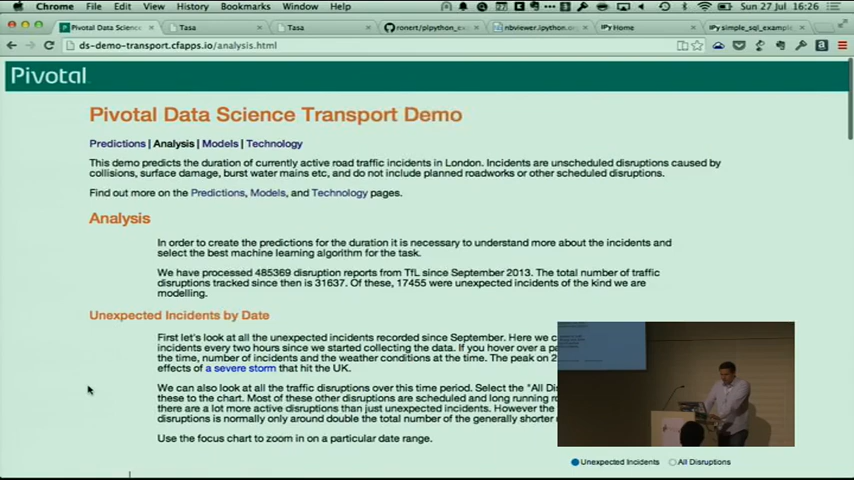 Chrome File Edit View History Bookmarks Window Help
Sun 27 Jul 16:26
Pivotal Data Science
Tasa
Tasa
ronert/plpython_ex
nbviewer.ipython.org
IPy Home
IPy simple_sql_example
ds-demo-transport.cfapps.io/analysis.html
Pivotal
Pivotal Data Science Transport Demo
Predictions | Analysis | Models | Technology
This demo predicts the duration of currently active road traffic incidents in London. Incidents are unscheduled disruptions caused by
collisions, surface damage, burst water mains etc, and do not include planned roadworks or other scheduled disruptions.
Find out more on the Predictions, Models, and Technology pages.
Analysis
In order to create the predictions for the duration it is necessary to understand more about the incidents and
select the best machine learning algorithm for the task.
We have processed 485369 disruption reports from TfL since September 2013. The total number of traffic
disruptions tracked since then is 31637. Of these, 17455 were unexpected incidents of the kind we are
modelling.
Unexpected Incidents by Date
First let's look at all the unexpected incidents recorded since September. Here we c
incidents every two hours since we started collecting the data. If you hover over a p
the time, number of incidents and the weather conditions at the time. The peak on 2
effects of a severe storm that hit the UK.
We can also look at all the traffic disruptions over this time period. Select the "All Dis
these to the chart. Most of these other disruptions are scheduled and long running r
there are a lot more active disruptions than just unexpected incidents. However the
disruptions is normally only around double the total number of the generally shorter
Use the focus chart to zoom in on a particular date range.
Unexpected Incidents All Disruptions